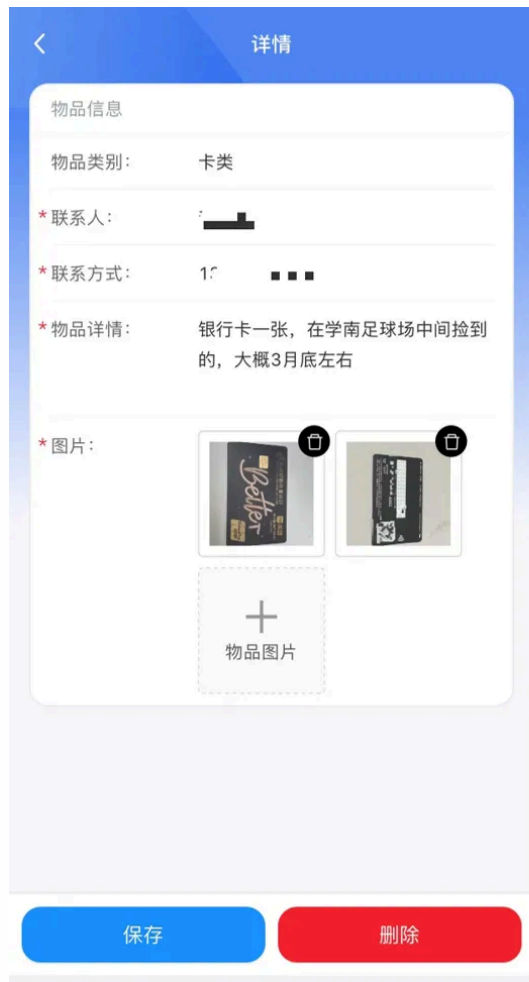 详情
物品信息
物品类别：
卡类
*联系人：
*联系方式：
*物品详情：
银行卡一张，在学南足球场中间捡到
的，大概3月底左右
*图片：
Better
物品图片
保存
删除